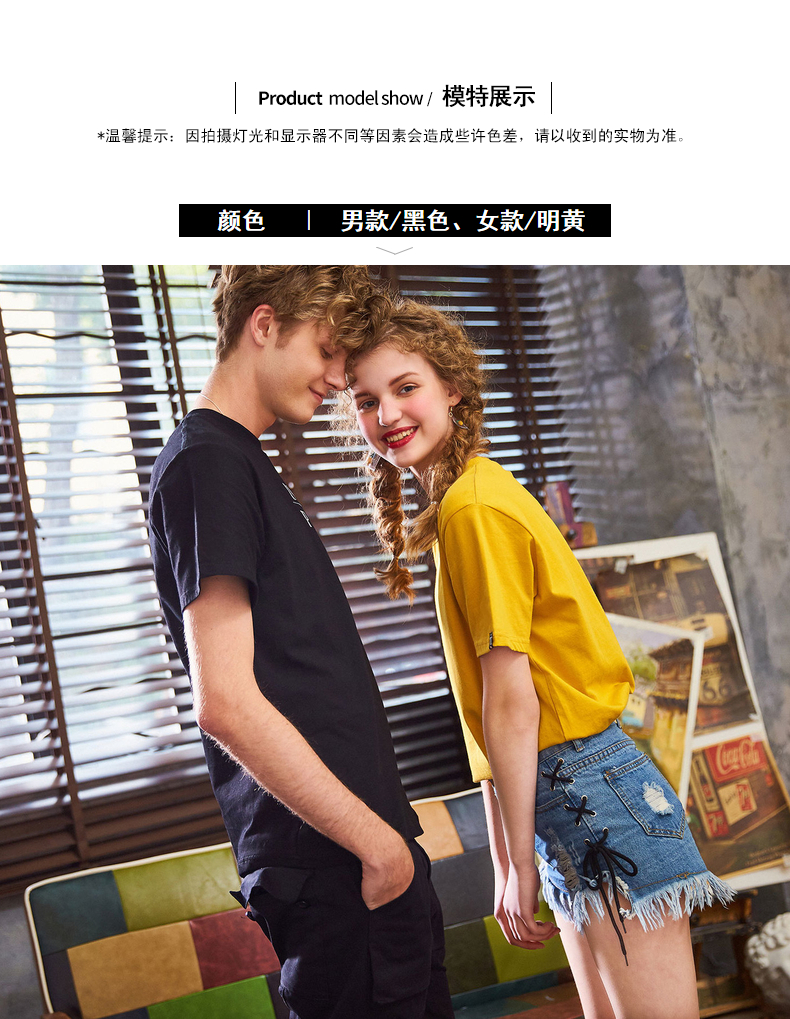 Product model show / 模特展示
*温馨提示：因拍摄灯光和显示器不同等因素会造成些许色差，请以收到的实物为准。
颜色 | 男款/黑色、女款/明黄
66
Coca-Cola